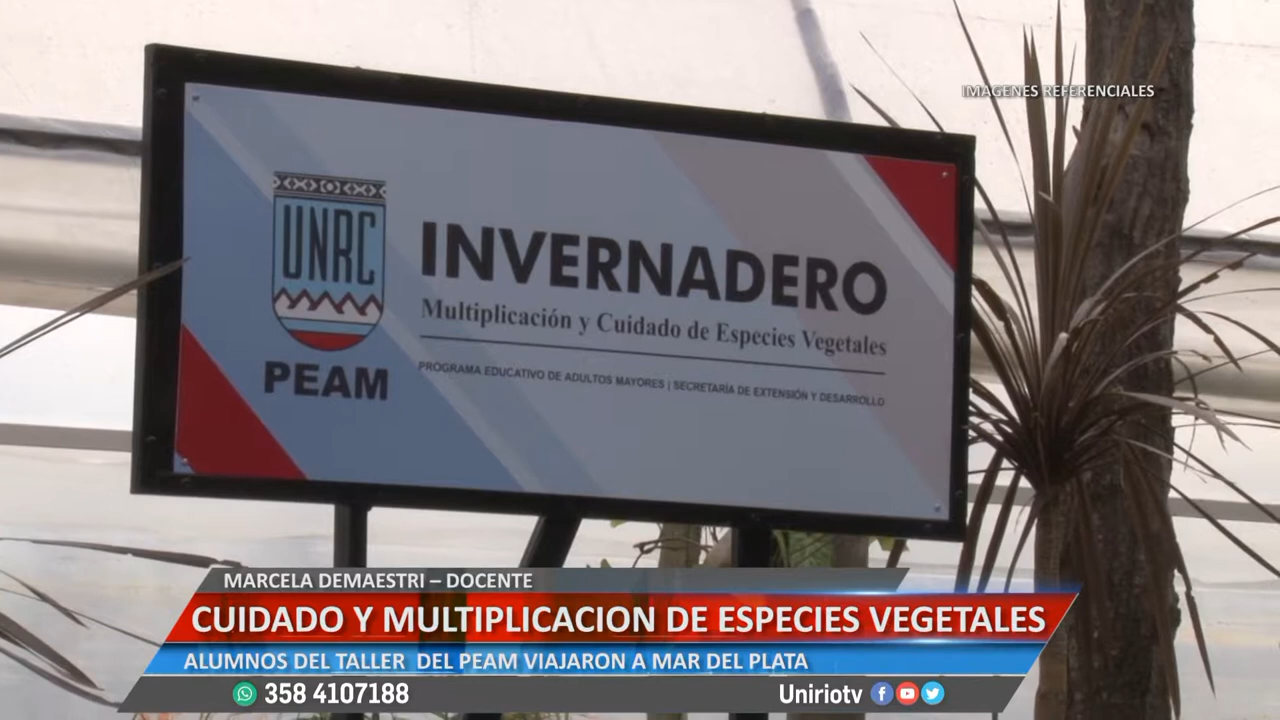 IMAGENES REFERENCIALES
UNRC
PEAM
INVERNADERO
Multiplicación y Cuidado de Especies Vegetales
PROGRAMA EDUCATIVO DE ADULTOS MAYORES | SECRETARÍA DE EXTENSIÓN Y DESARROLLO
MARCELA DEMAESTRI – DOCENTE
CUIDADO Y MULTIPLICACION DE ESPECIES VEGETALES
ALUMNOS DEL TALLER DEL PEAM VIAJARON A MAR DEL PLATA
358 4107188
Uniriotv